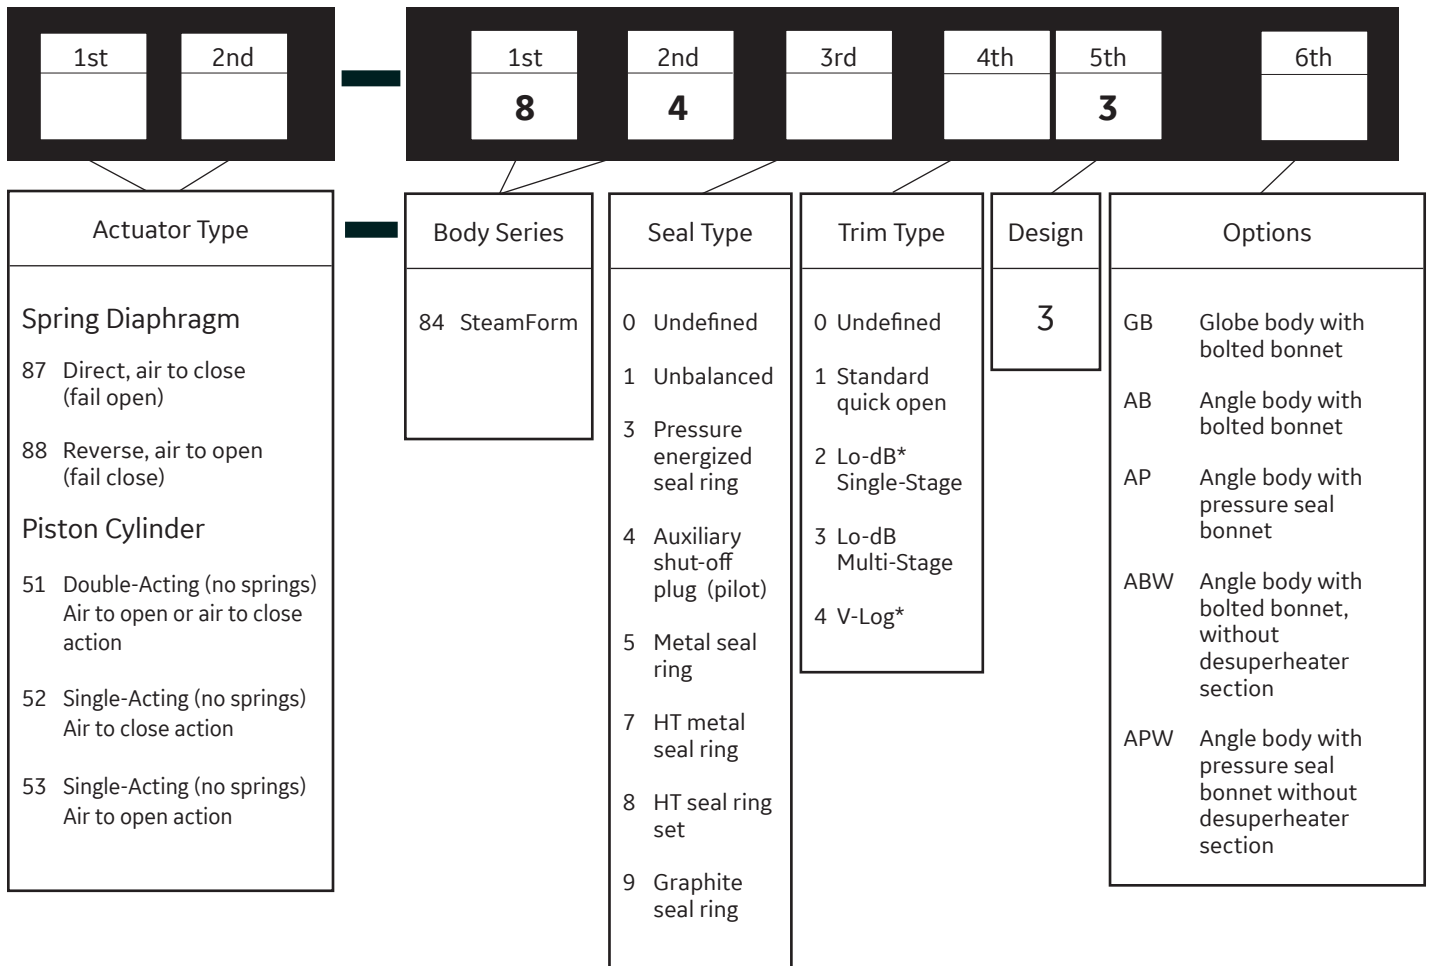 1st
2nd
1st
8
2nd
4
3rd
4th
5th
3
6th
Actuator Type
Spring Diaphragm
87 Direct, air to close
(fail open)
88 Reverse, air to open
(fail close)
Piston Cylinder
51 Double-Acting (no springs)
Air to open or air to close
action
52 Single-Acting (no springs)
Air to close action
53 Single-Acting (no springs)
Air to open action
Body Series
84 SteamForm
Seal Type
0 Undefined
1 Unbalanced
3 Pressure
energized
seal ring
4 Auxiliary
shut-off
plug (pilot)
5 Metal seal
ring
7 HT metal
seal ring
8 HT seal ring
set
9 Graphite
seal ring
Trim Type
0 Undefined
1 Standard
quick open
2 Lo-dB*
Single-Stage
3 Lo-dB
Multi-Stage
4 V-Log*
Design
3
Options
GB Globe body with
bolted bonnet
AB Angle body with
bolted bonnet
AP Angle body with
pressure seal
bonnet
ABW Angle body with
bolted bonnet,
without
desuperheater
section
APW Angle body with
pressure seal
bonnet without
desuperheater
section